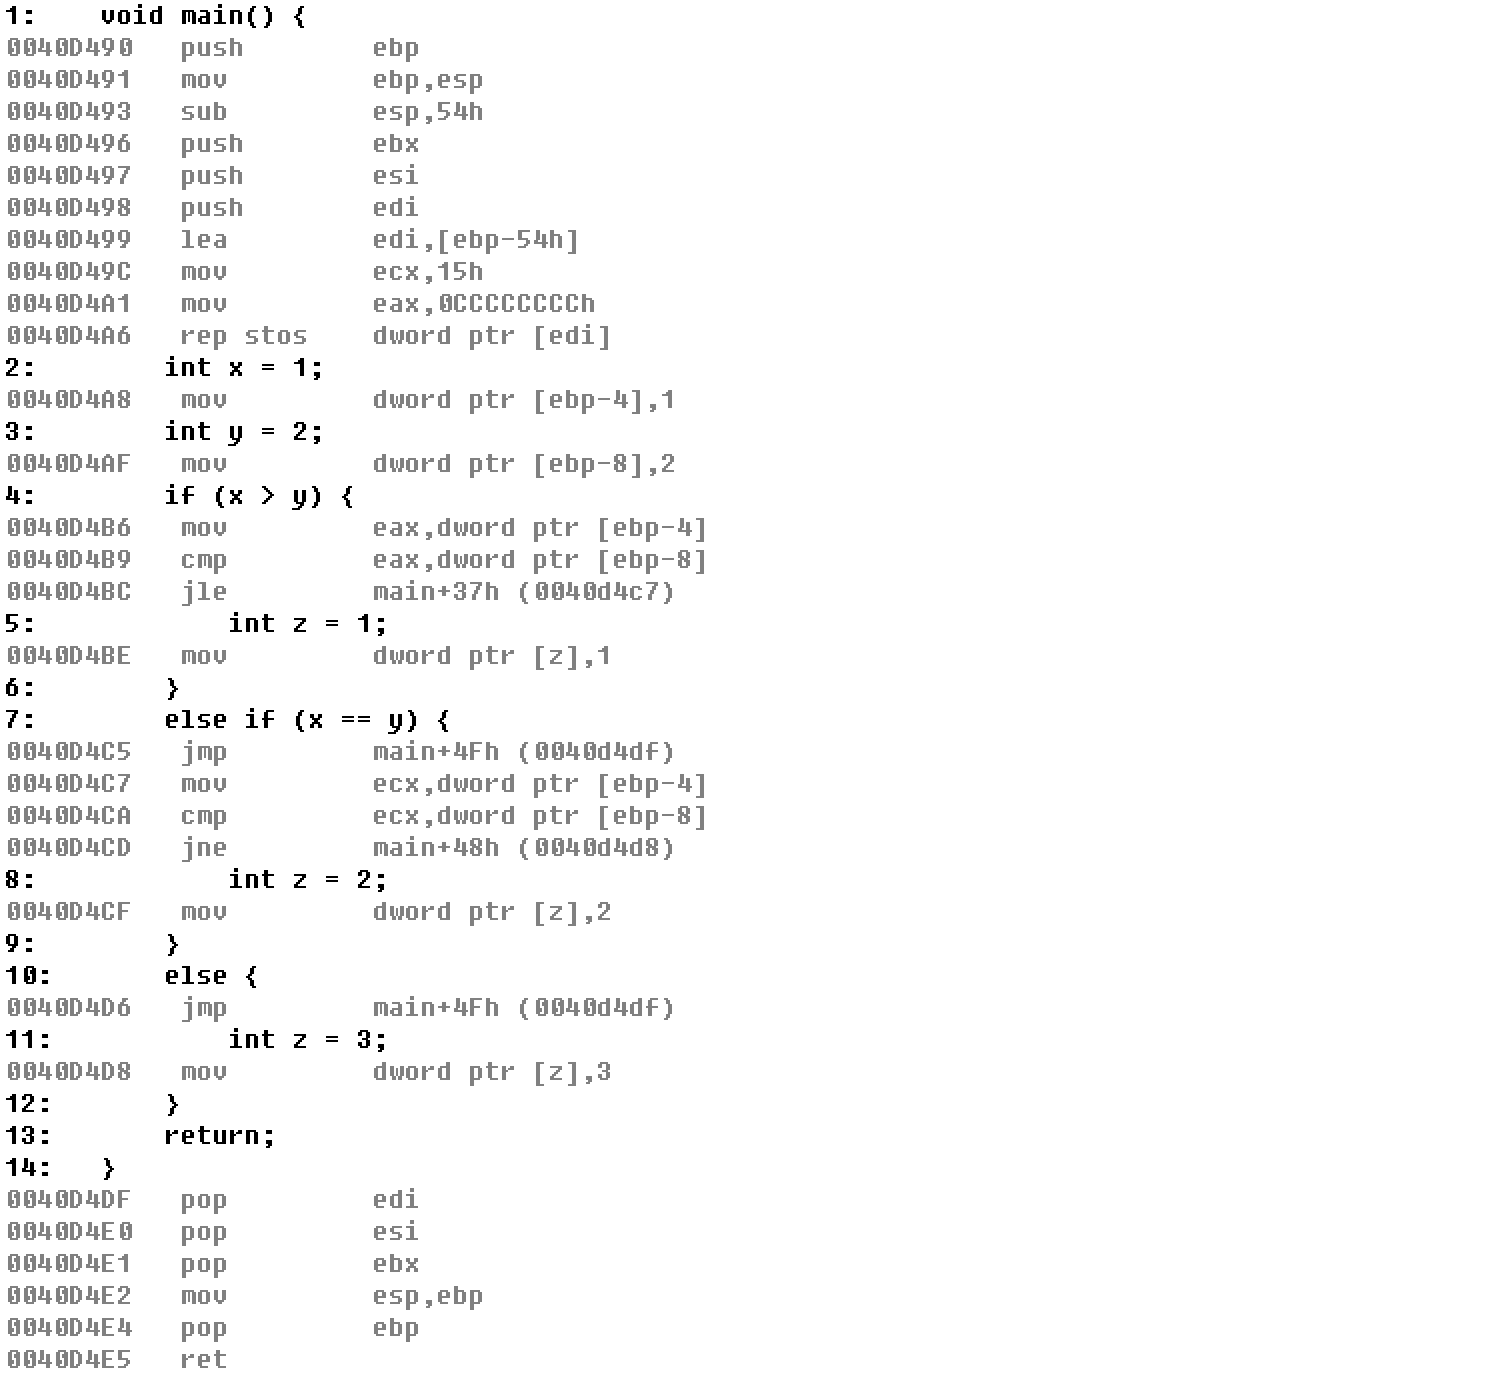 1:    void main() {
0040D490   push        ebp
0040D491   mov         ebp,esp
0040D493   sub         esp,54h
0040D496   push        ebx
0040D497   push        esi
0040D498   push        edi
0040D499   lea         edi,[ebp-54h]
0040D49C   mov         ecx,15h
0040D4A1   mov         eax,0CCCCCCCCh
0040D4A6   rep stos    dword ptr [edi]
2:        int x = 1;
0040D4A8   mov         dword ptr [ebp-4],1
3:        int y = 2;
0040D4AF   mov         dword ptr [ebp-8],2
4:        if (x > y) {
0040D4B6   mov         eax,dword ptr [ebp-4]
0040D4B9   cmp         eax,dword ptr [ebp-8]
0040D4BC   jle         main+37h (0040d4c7)
5:            int z = 1;
0040D4BE   mov         dword ptr [z],1
6:        }
7:        else if (x == y) {
0040D4C5   jmp         main+4Fh (0040d4df)
0040D4C7   mov         ecx,dword ptr [ebp-4]
0040D4CA   cmp         ecx,dword ptr [ebp-8]
0040D4CD   jne         main+48h (0040d4d8)
8:            int z = 2;
0040D4CF   mov         dword ptr [z],2
9:        }
10:       else {
0040D4D6   jmp         main+4Fh (0040d4df)
11:           int z = 3;
0040D4D8   mov         dword ptr [z],3
12:       }
13:       return;
14:   }
0040D4DF   pop         edi
0040D4E0   pop         esi
0040D4E1   pop         ebx
0040D4E2   mov         esp,ebp
0040D4E4   pop         ebp
0040D4E5   ret